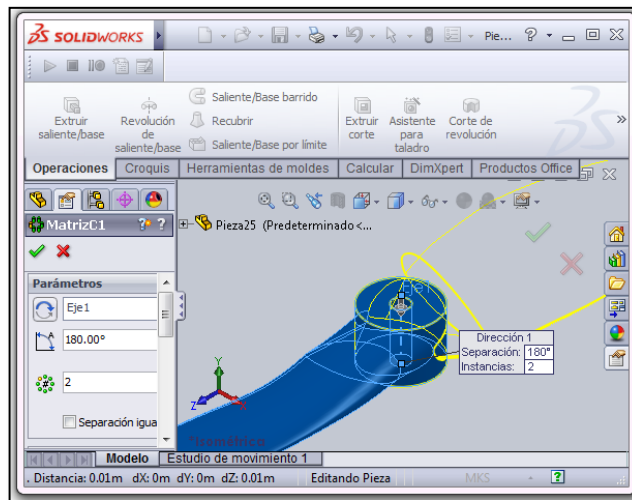 SOLIDWORKS
Pie...
Extruir saliente/base
Revolución de saliente/base
Saliente/Base barrido
Recubrir
Saliente/Base por límite
Extruir corte
Asistente para taladro
Corte de revolución
Operaciones Croquis Herramientas de moldes Calcular DimXpert Productos Office
MatrizC1 ? ?
Pieza25 (Predeterminado<...
Parámetros
Eje1
180.00°
2
Separación igua
Dirección 1
Separación: 180°
Instancias: 2
Y
Z
*Isométrica
Modelo Estudio de movimiento 1
. Distancia: 0.01m dX: 0m dY: 0m dZ: 0.01m Editando Pieza MKS ?